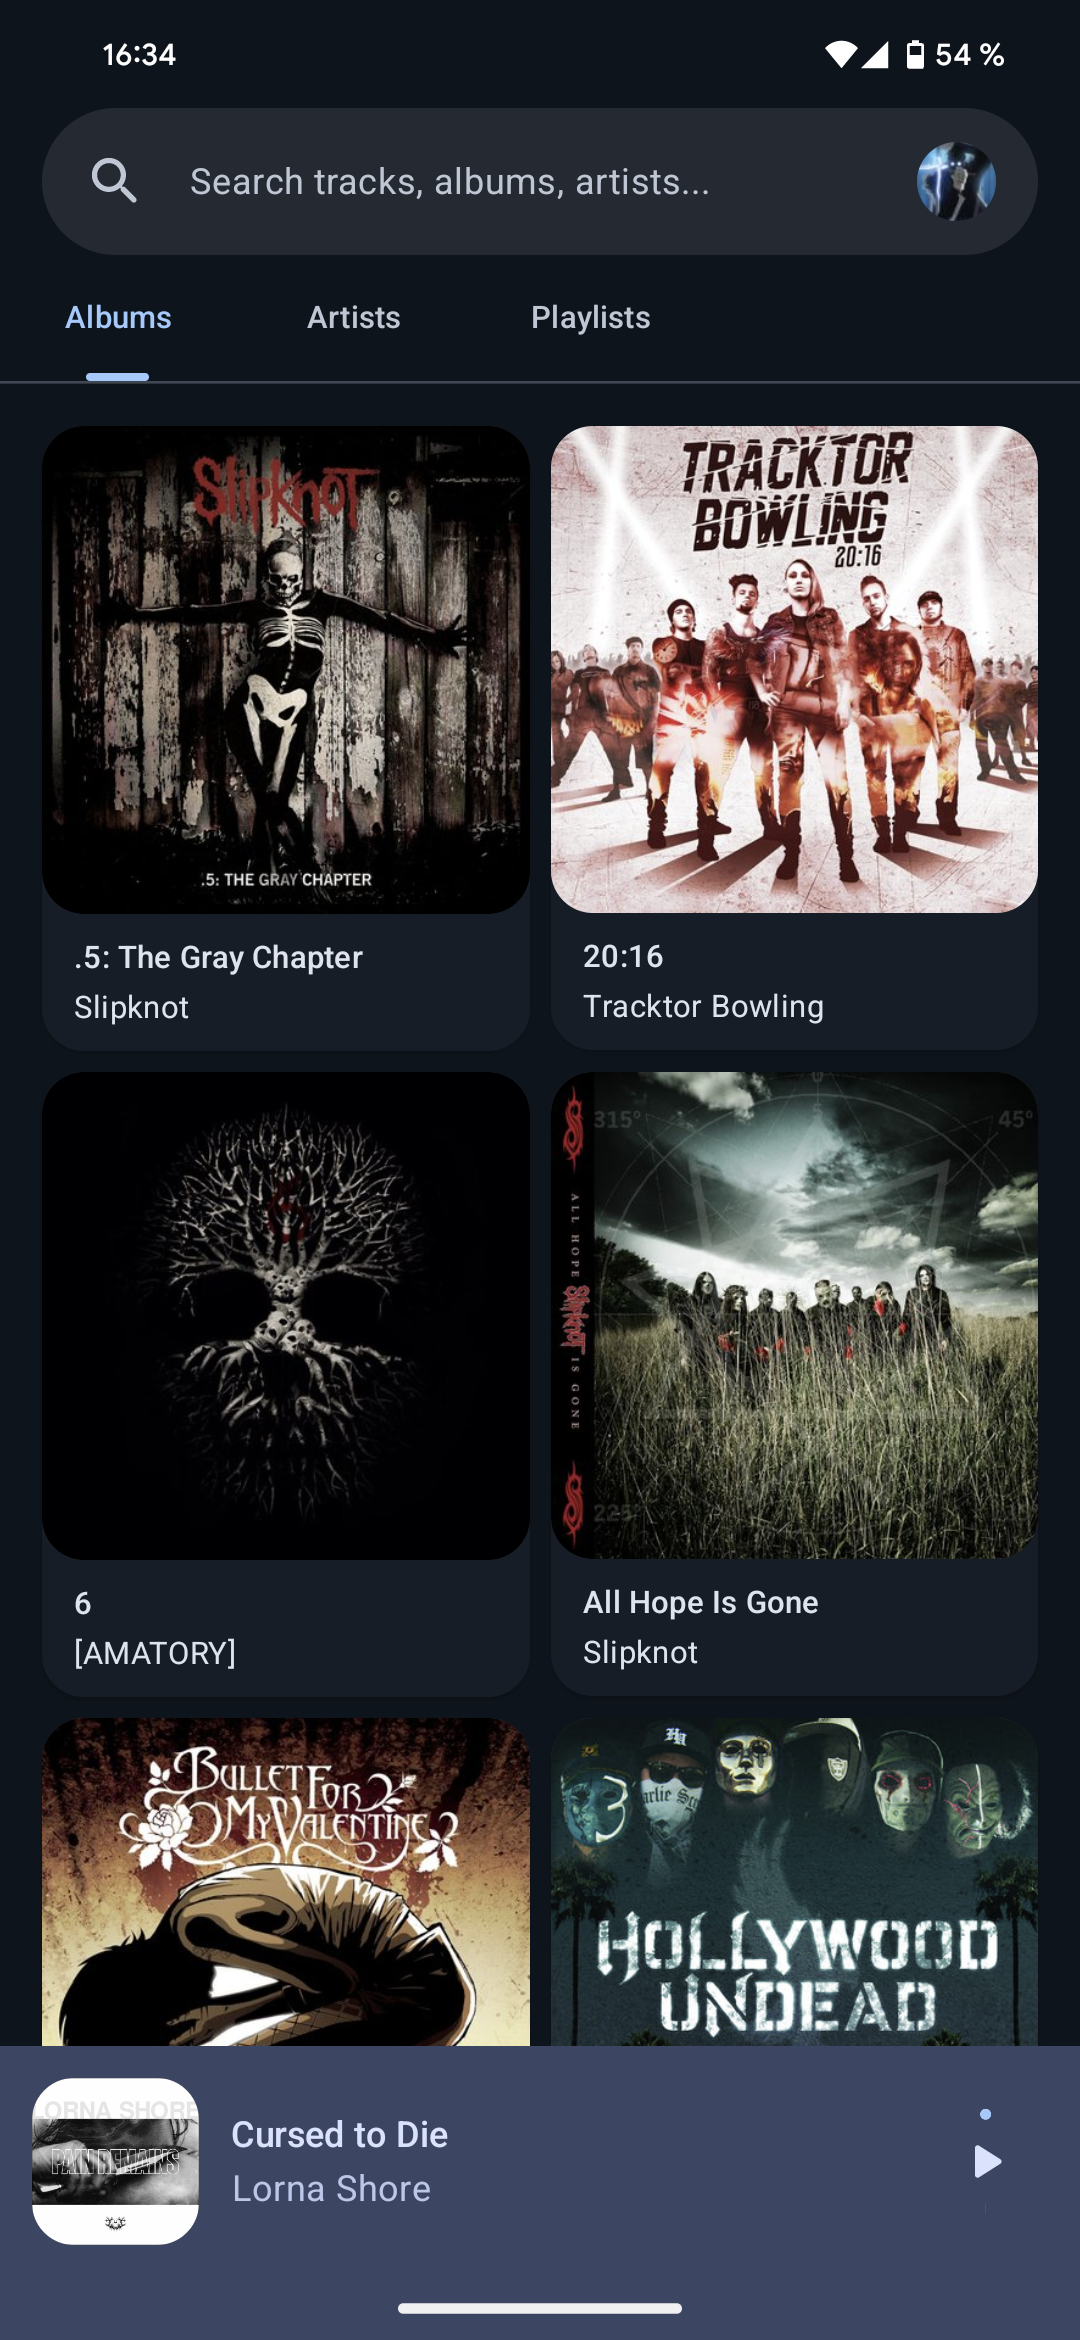 16:34
54 %
Search tracks, albums, artists...
Albums
Artists
Playlists
Slipknot
.5: THE GRAY CHAPTER
TRACKTOR
BOWLING
20:16
.5: The Gray Chapter
Slipknot
20:16
Tracktor Bowling
6
315°
45°
ALL HOPE
Slipknot
IS GONE
225°
6
[AMATORY]
All Hope Is Gone
Slipknot
BULLET FOR
MY VALENTINE
HOLLYWOOD
UNDEAD
LORNA SHORE
PAIN REMAINS
Cursed to Die
Lorna Shore